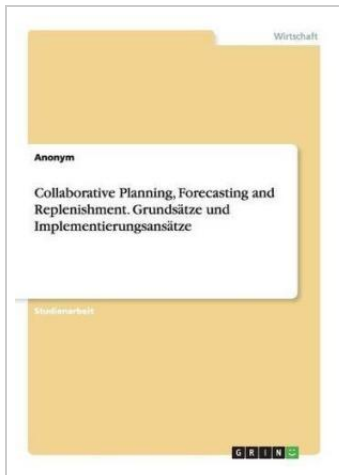 Wirtschaft
Anonym
Collaborative Planning, Forecasting and
Replenishment. Grundsätze und
Implementierungsansätze
Studienarbeit
GRIN